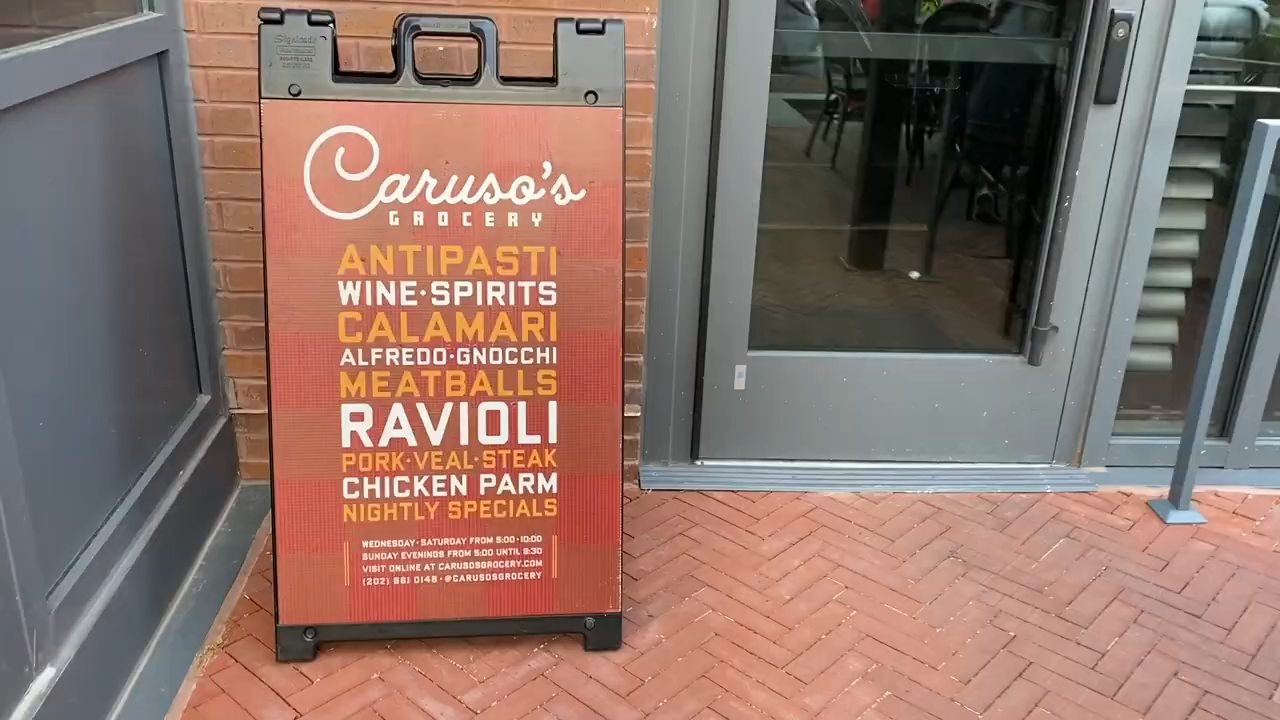 Caruso's
GROCERY
ANTIPASTI
WINE·SPIRITS
CALAMARI
ALFREDO·GNOCCHI
MEATBALLS
RAVIOLI
PORK·VEAL·STEAK
CHICKEN PARM
NIGHTLY SPECIALS
WEDNESDAY·SATURDAY FROM 5:00·10:00
SUNDAY EVENINGS FROM 5:00 UNTIL 9:30
VISIT ONLINE AT CARUSOSGROCERY.COM
(202) 661 0148 · @CARUSOSGROCERY